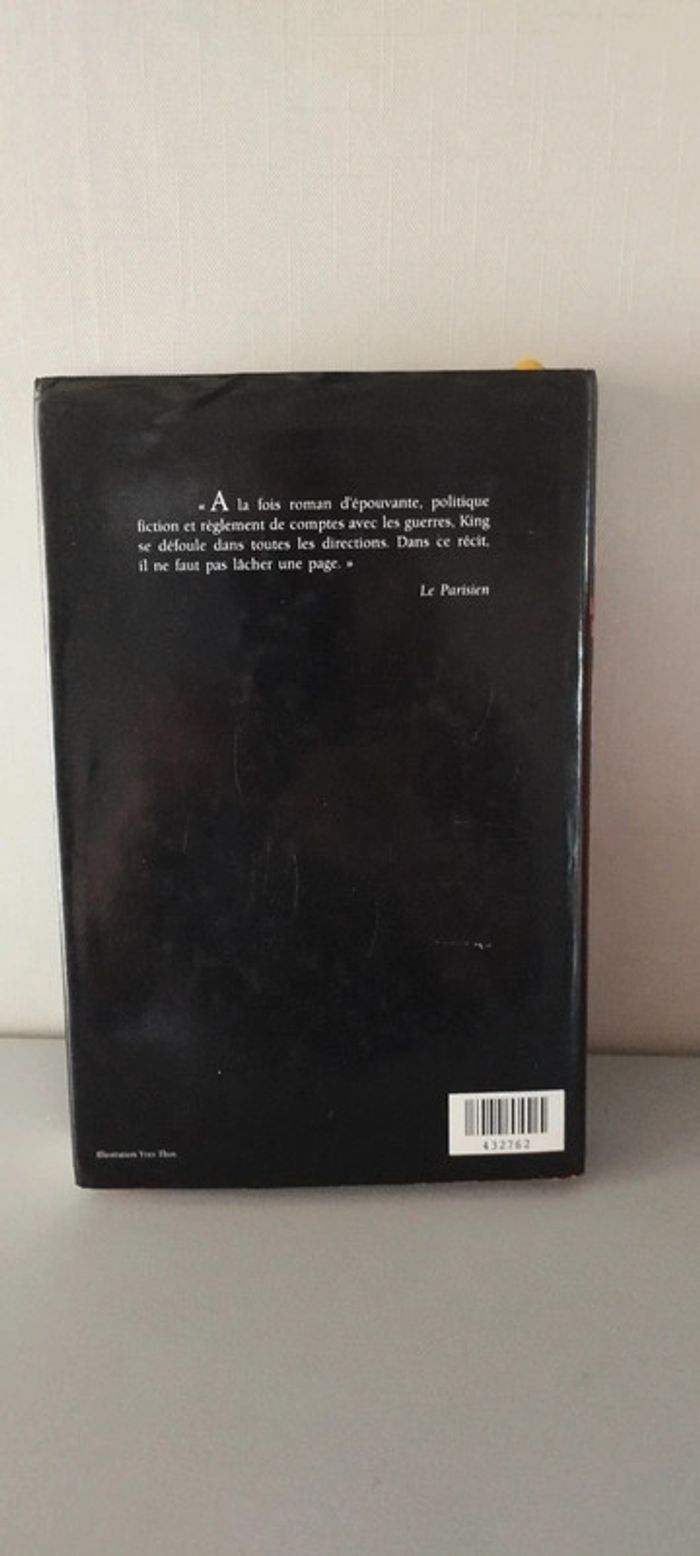 « A la fois roman d'épouvante, politique
fiction et règlement de comptes avec les guerres, King
se défoule dans toutes les directions. Dans ce récit,
il ne faut pas lâcher une page. »
Le Parisien
432762
Illustration Yves Thos